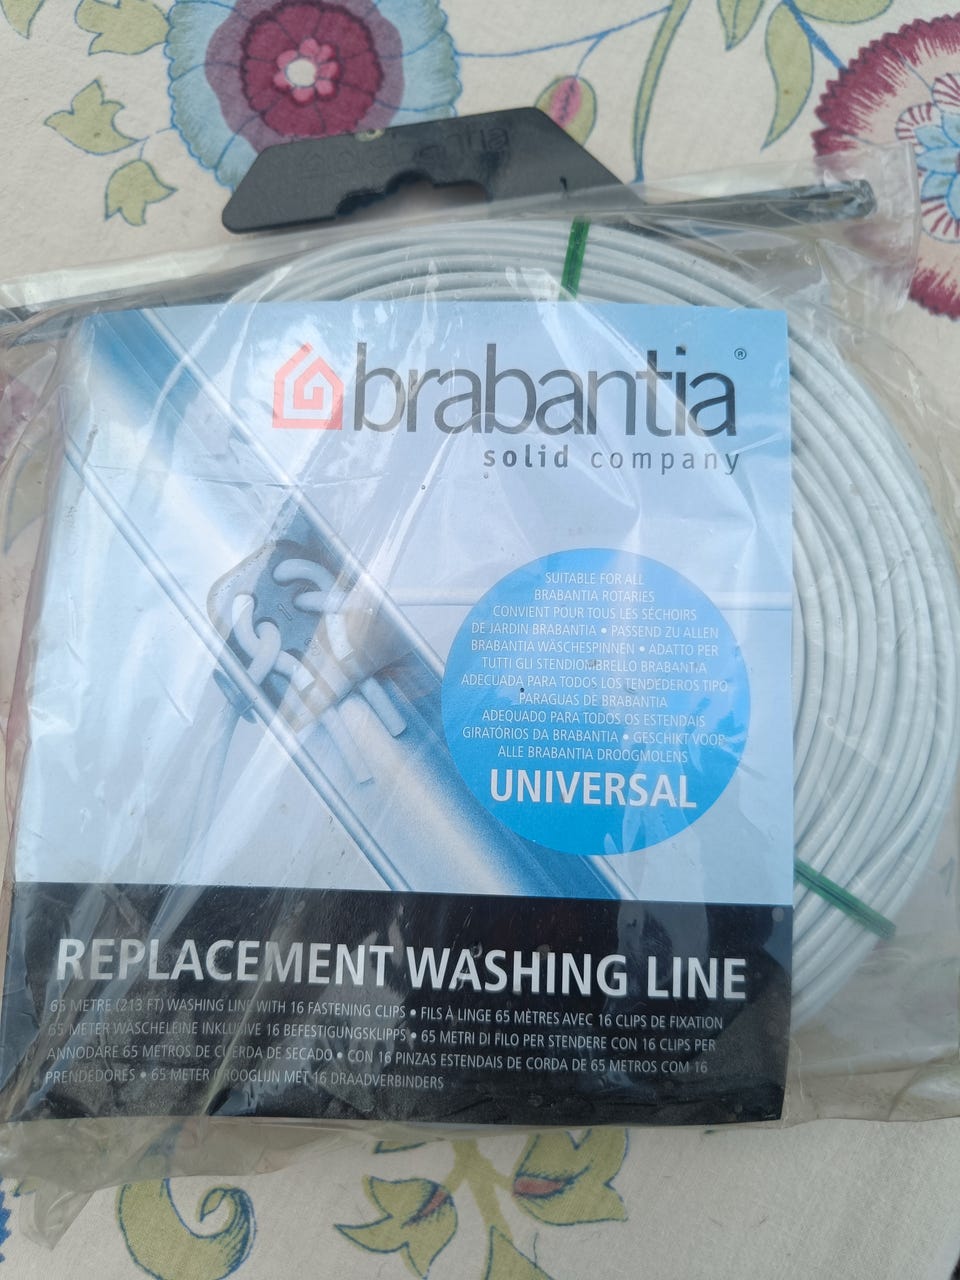 brabantia
brabantia®
solid company
SUITABLE FOR ALL
BRABANTIA ROTARIES
CONVIENT POUR TOUS LES SÉCHOIRS
DE JARDIN BRABANTIA • PASSEND ZU ALLEN
BRABANTIA WÄSCHESPINNEN • ADATTO PER
TUTTI GLI STENDIOMBRELLO BRABANTIA
ADECUADA PARA TODOS LOS TENDEDEROS TIPO
PARAGUAS DE BRABANTIA
ADEQUADO PARA TODOS OS ESTENDAIS
GIRATÓRIOS DA BRABANTIA • GESCHIKT VOOR
ALLE BRABANTIA DROOGMOLENS
UNIVERSAL
REPLACEMENT WASHING LINE
65 METRE (213 FT) WASHING LINE WITH 16 FASTENING CLIPS • FILS À LINGE 65 MÈTRES AVEC 16 CLIPS DE FIXATION
65 METER WÄSCHELEINE INKLUSIVE 16 BEFESTIGUNGSKLIPPS • 65 METRI DI FILO PER STENDERE CON 16 CLIPS PER
ANNODARE 65 METROS DE CUERDA DE SECADO • CON 16 PINZAS ESTENDAIS DE CORDA DE 65 METROS COM 16
PRENDEDORES • 65 METER DROOGLIJN MET 16 DRAADVERBINDERS